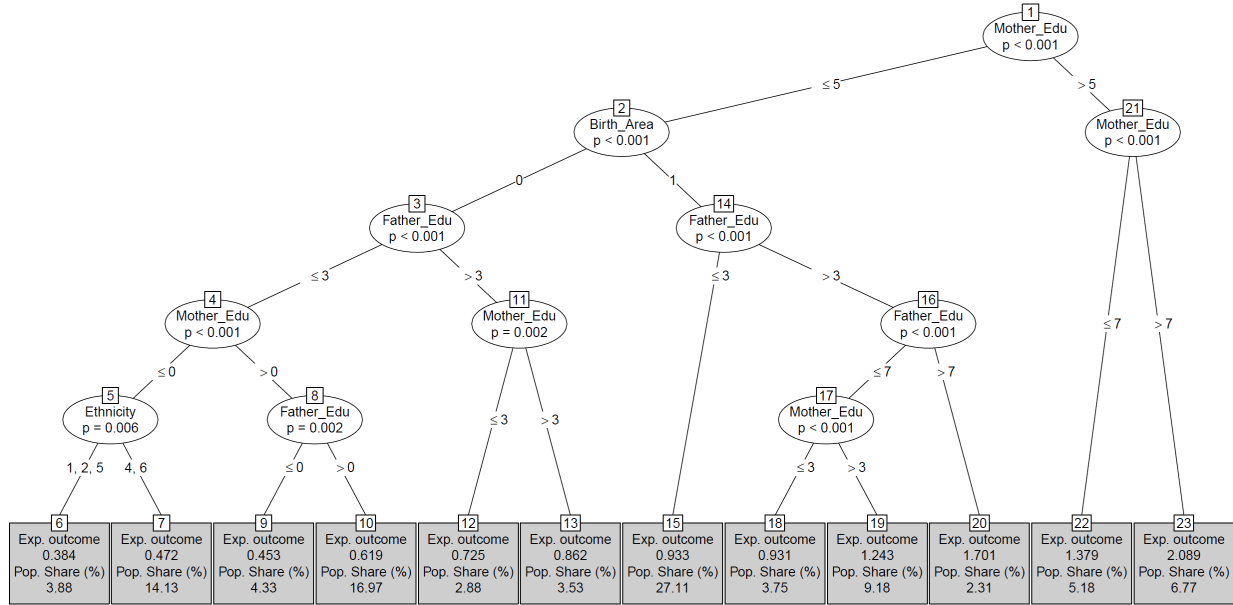 1
Mother_Edu
p < 0.001
≤ 5
> 5
2
Birth_Area
p < 0.001
21
Mother_Edu
p < 0.001
0
1
3
Father_Edu
p < 0.001
14
Father_Edu
p < 0.001
≤ 3
> 3
≤ 3
> 3
4
Mother_Edu
p < 0.001
11
Mother_Edu
p = 0.002
16
Father_Edu
p < 0.001
≤ 7
> 7
≤ 0
> 0
≤ 7
> 7
5
Ethnicity
p = 0.006
8
Father_Edu
p = 0.002
≤ 3
> 3
17
Mother_Edu
p < 0.001
1, 2, 5
4, 6
≤ 0
> 0
≤ 3
> 3
6
Exp. outcome
0.384
Pop. Share (%)
3.88
7
Exp. outcome
0.472
Pop. Share (%)
14.13
9
Exp. outcome
0.453
Pop. Share (%)
4.33
10
Exp. outcome
0.619
Pop. Share (%)
16.97
12
Exp. outcome
0.725
Pop. Share (%)
2.88
13
Exp. outcome
0.862
Pop. Share (%)
3.53
15
Exp. outcome
0.933
Pop. Share (%)
27.11
18
Exp. outcome
0.931
Pop. Share (%)
3.75
19
Exp. outcome
1.243
Pop. Share (%)
9.18
20
Exp. outcome
1.701
Pop. Share (%)
2.31
22
Exp. outcome
1.379
Pop. Share (%)
5.18
23
Exp. outcome
2.089
Pop. Share (%)
6.77